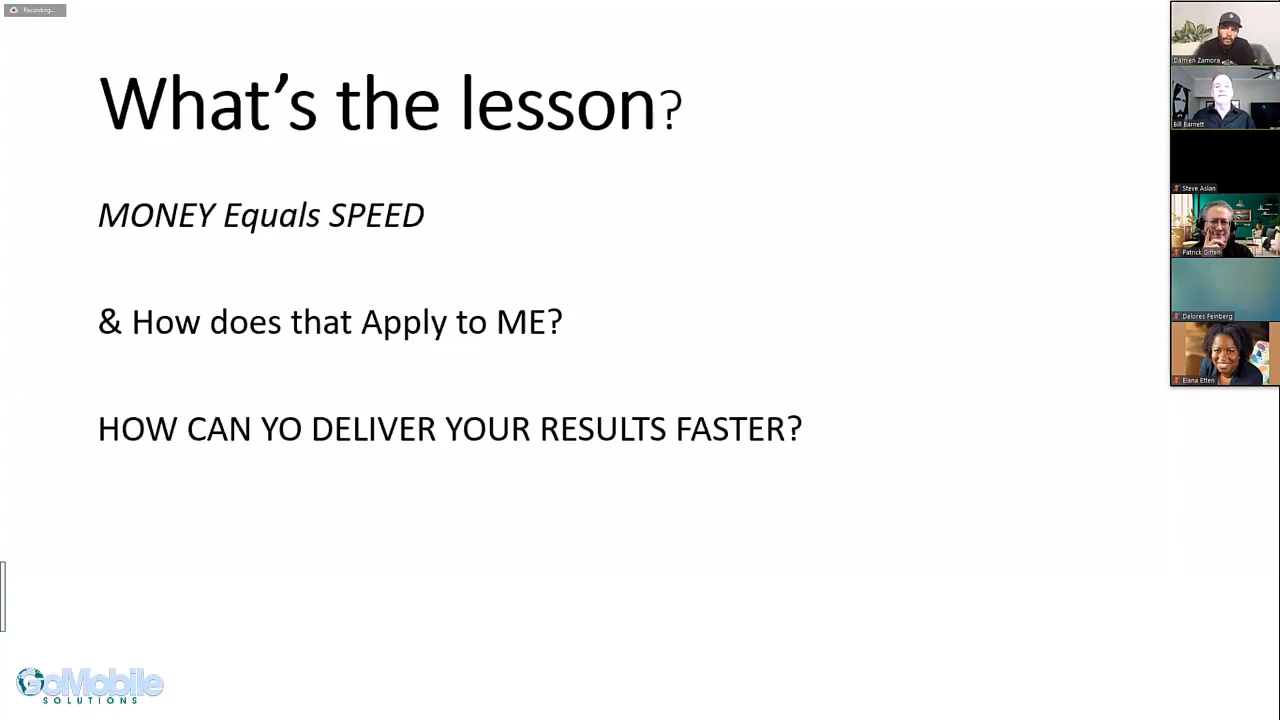 Recording...
What's the lesson?
MONEY Equals SPEED
& How does that Apply to ME?
HOW CAN YO DELIVER YOUR RESULTS FASTER?
GoMobile
SOLUTIONS
Damien Zamora
Bill Barnett
Steve Aslan
Patrick Giffen
Delores Feinberg
Elana Etten